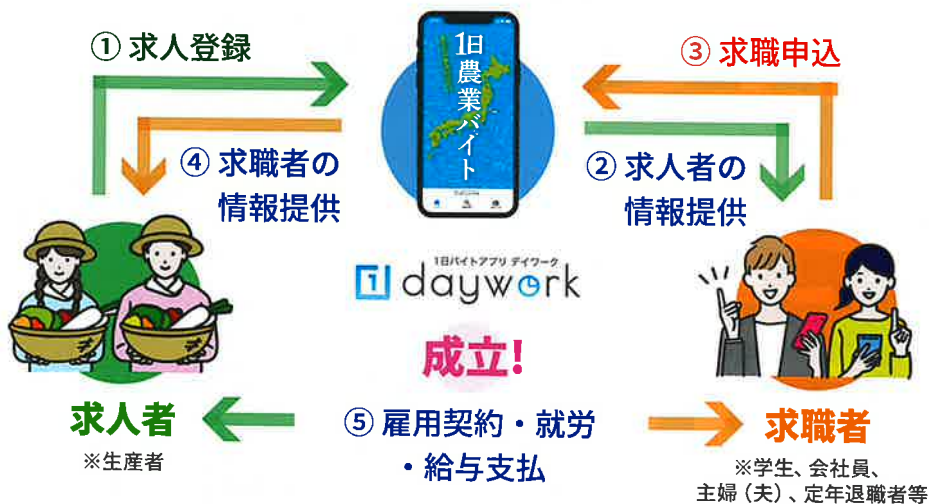 ① 求人登録
③ 求職申込
1日農業バイト
④ 求職者の
情報提供
② 求人者の
情報提供
1日バイトアプリ デイワーク
1 daywork
成立!
求人者
※生産者
⑤ 雇用契約・就労
・給与支払
求職者
※学生、会社員、
主婦（夫）、定年退職者等